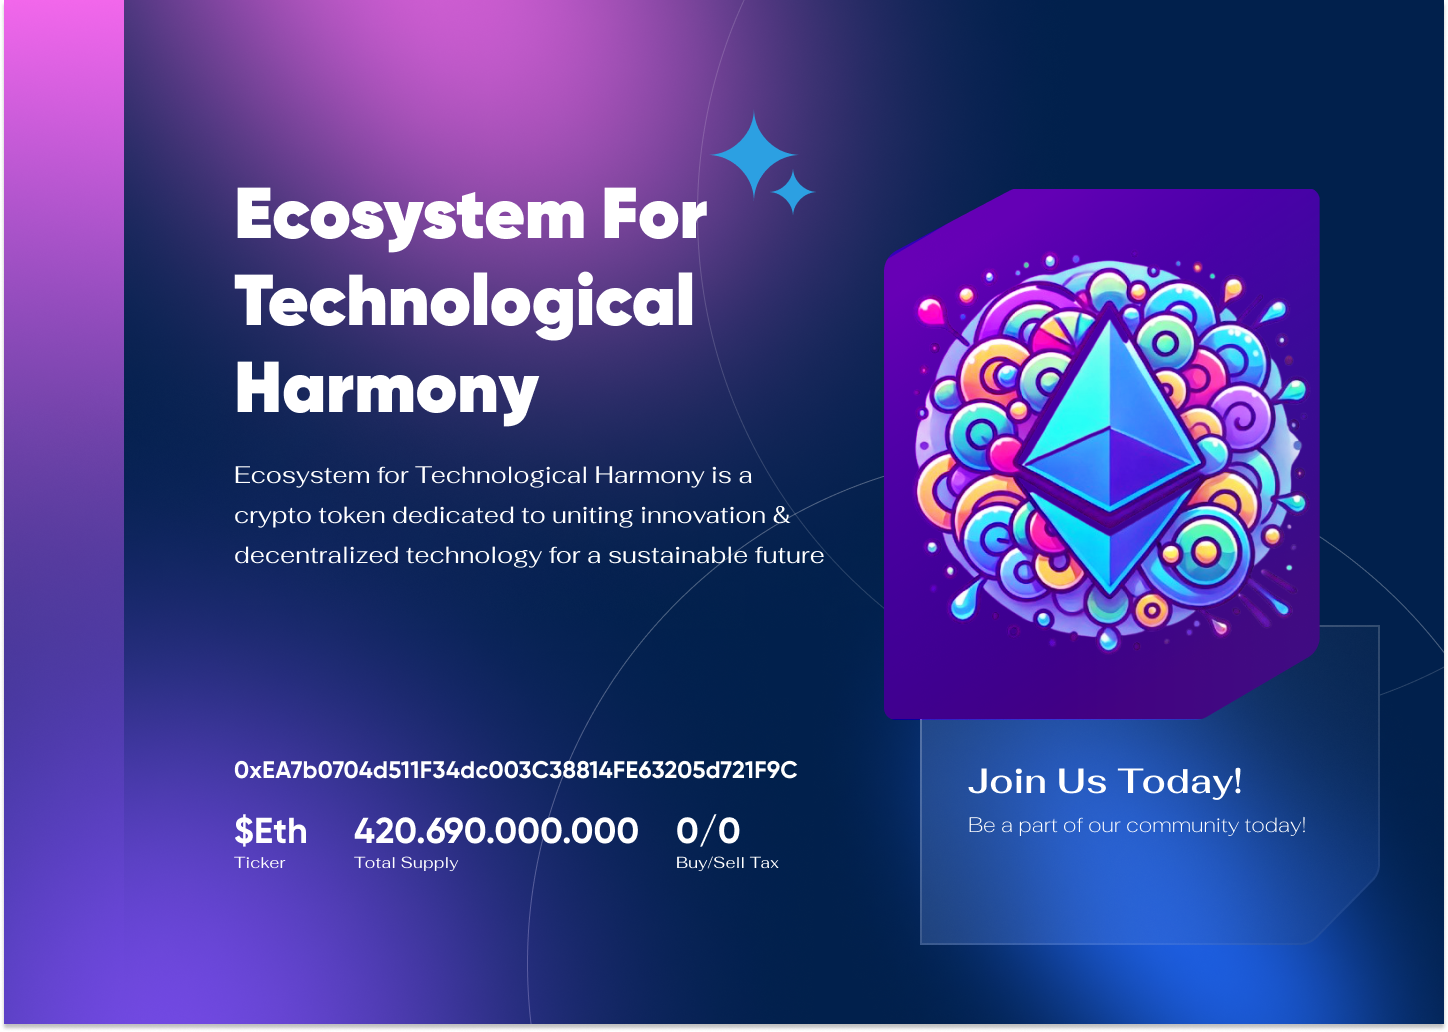 Ecosystem For
Technological
Harmony
Ecosystem for Technological Harmony is a
crypto token dedicated to uniting innovation &
decentralized technology for a sustainable future
0xEA7b0704d511F34dc003C38814FE63205d721F9C
$Eth 420.690.000.000 0/0
Ticker Total Supply Buy/Sell Tax
Join Us Today!
Be a part of our community today!